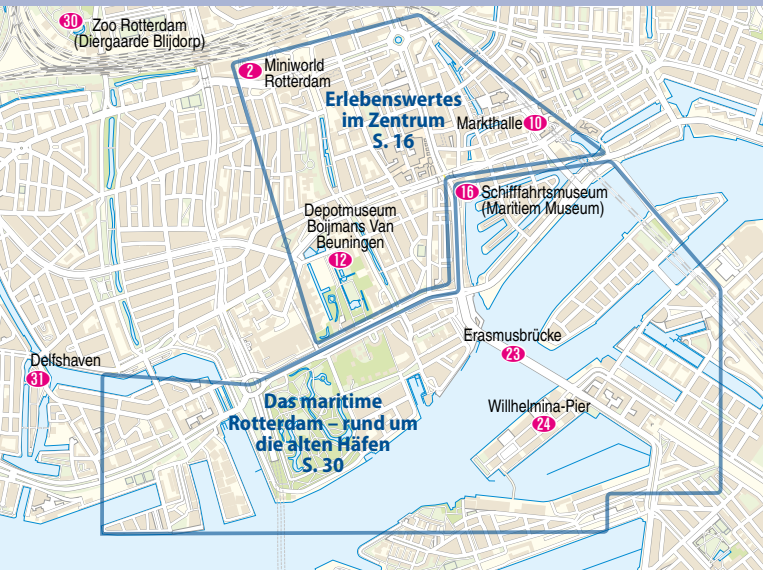 30 Zoo Rotterdam
(Diergaarde Blijdorp)
2 Miniworld
Rotterdam
Erlebenswertes
im Zentrum
S. 16
Markthalle 10
16 Schifffahrtsmuseum
(Maritiem Museum)
Depotmuseum
Boijmans Van
Beuningen
12
Erasmusbrücke
23
Delfshaven
31
Willhelmina-Pier
24
Das maritime
Rotterdam – rund um
die alten Häfen
S. 30